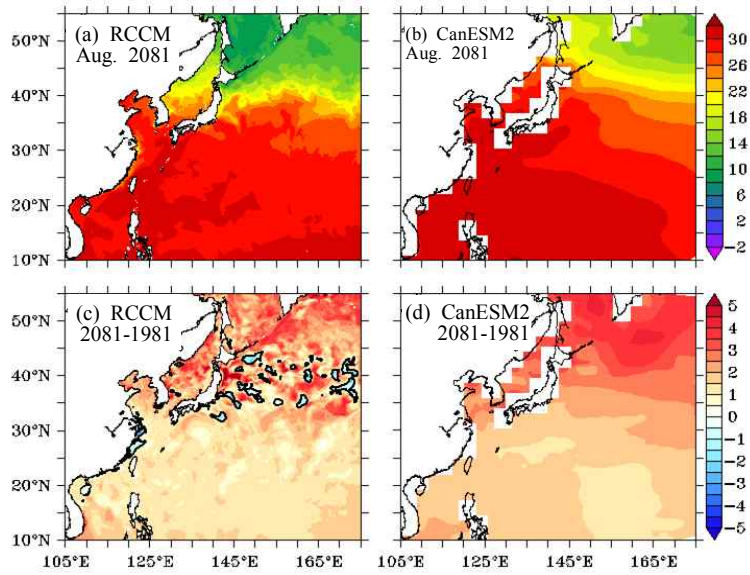 (a) RCCM
Aug. 2081
50°N
40°N
30°N
20°N
10°N
(b) CanESM2
Aug. 2081
30
26
22
18
14
10
6
2
−2
(c) RCCM
2081-1981
50°N
40°N
30°N
20°N
10°N
105°E
125°E
145°E
165°E
(d) CanESM2
2081-1981
105°E
125°E
145°E
165°E
5
4
3
2
1
0
−1
−2
−3
−4
−5